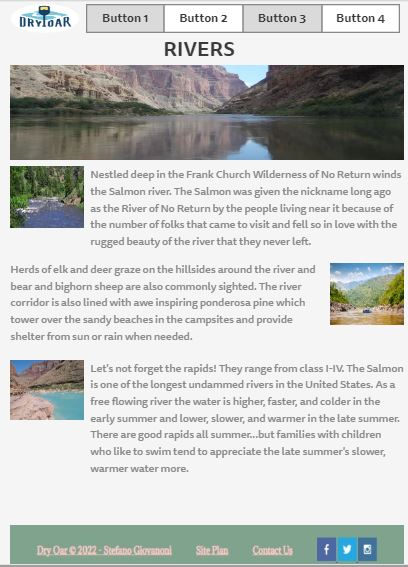 DRYIOAR
Button 1 Button 2 Button 3 Button 4
RIVERS
Nestled deep in the Frank Church Wilderness of No Return winds
the Salmon river. The Salmon was given the nickname long ago
as the River of No Return by the people living near it because of
the number of folks that came to visit and fell so in love with the
rugged beauty of the river that they never left.
Herds of elk and deer graze on the hillsides around the river and
bear and bighorn sheep are also commonly sighted. The river
corridor is also lined with awe inspiring ponderosa pine which
tower over the sandy beaches in the campsites and provide
shelter from sun or rain when needed.
Let's not forget the rapids! They range from class I-IV. The Salmon
is one of the longest undammed rivers in the United States. As a
free flowing river the water is higher, faster, and colder in the
early summer and lower, slower, and warmer in the late summer.
There are good rapids all summer...but families with children
who like to swim tend to appreciate the late summer's slower,
warmer water more.
Dry Oar © 2022 - Stefano Giovanoni Site Plan Contact Us